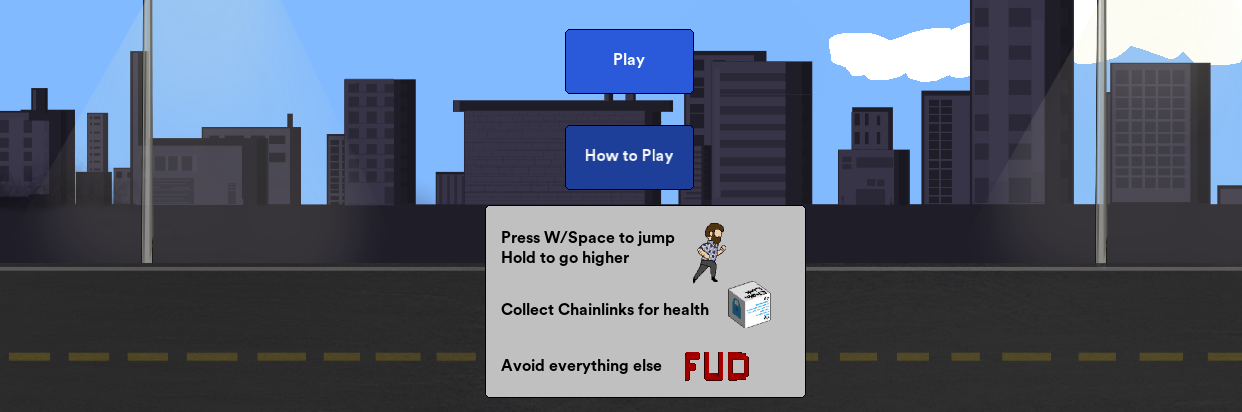 Play
How to Play
Press W/Space to jump
Hold to go higher
Collect Chainlinks for health
Avoid everything else
FUD